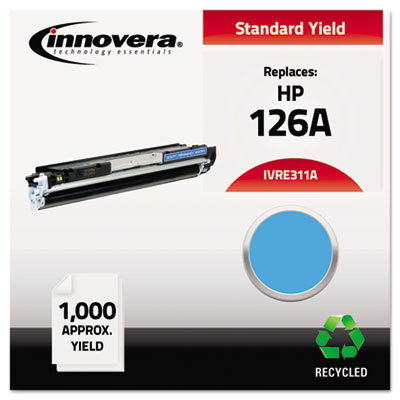 innovera
technology essentials
Standard Yield
Replaces:
HP
126A
IVRE311A
1,000
APPROX.
YIELD
RECYCLED